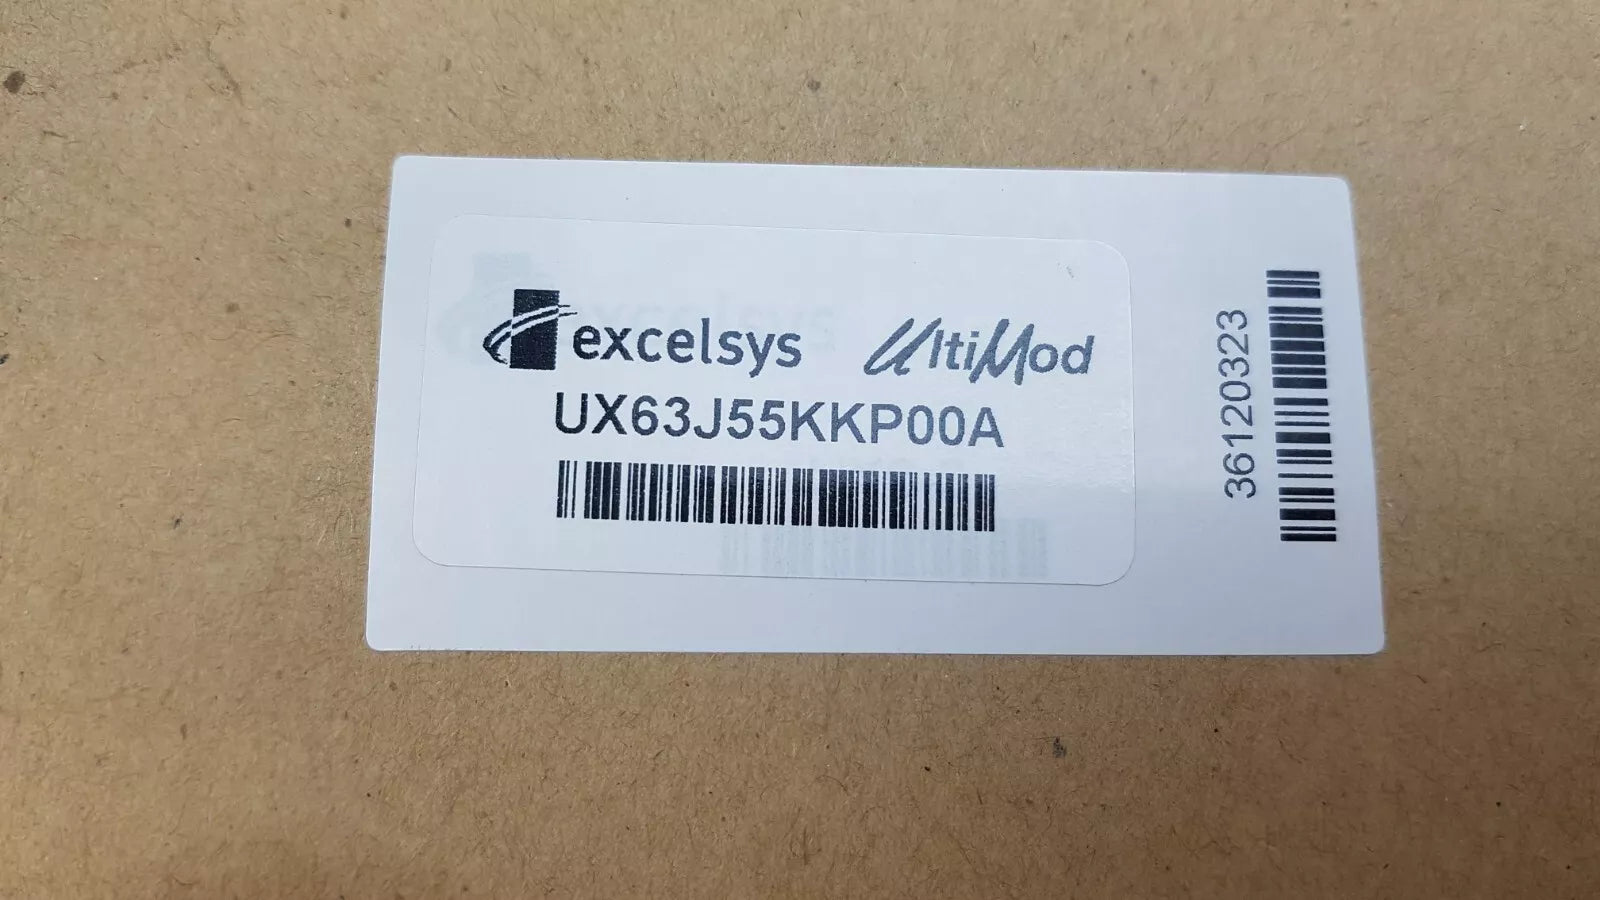 excelsys UltiMod
UX63J55KKP00A
36120323